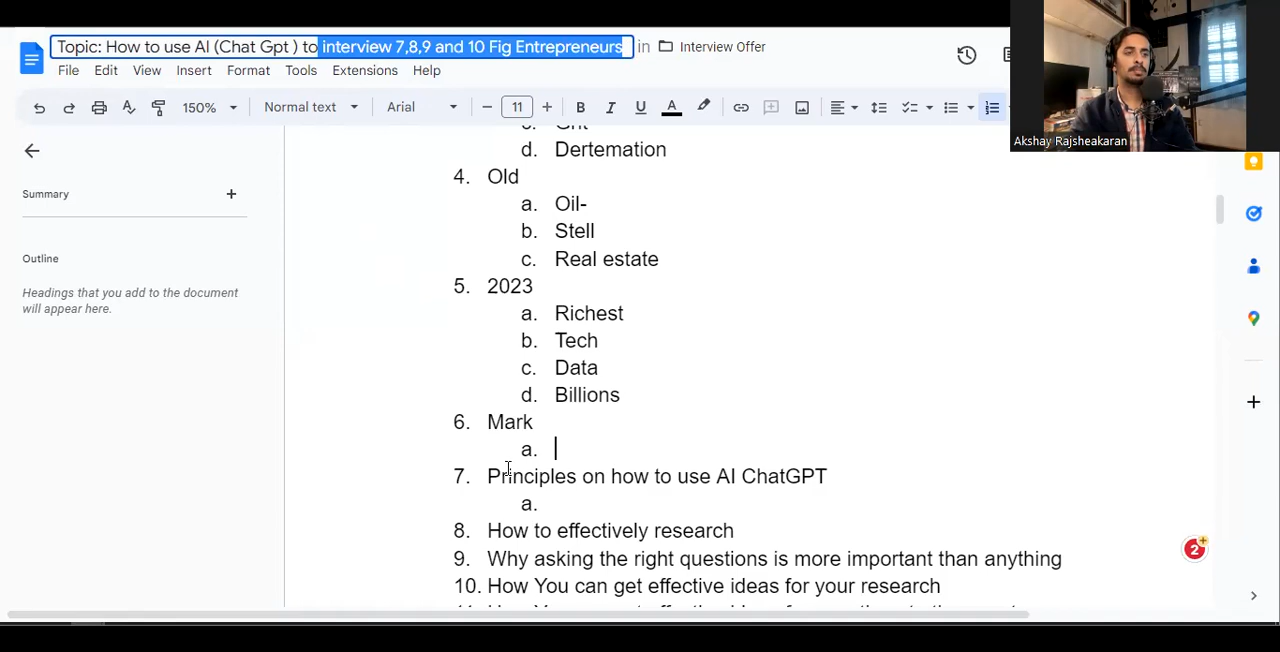 Topic: How to use AI (Chat Gpt ) to interview 7,8,9 and 10 Fig Entrepreneurs in Interview Offer
File Edit View Insert Format Tools Extensions Help
150% Normal text Arial 11 B I U A
Akshay Rajsheakaran
d. Dertemation
Summary
4. Old
a. Oil-
b. Stell
c. Real estate
Outline
Headings that you add to the document
will appear here.
5. 2023
a. Richest
b. Tech
c. Data
d. Billions
6. Mark
a.
7. Principles on how to use AI ChatGPT
a.
8. How to effectively research
9. Why asking the right questions is more important than anything
10. How You can get effective ideas for your research
2